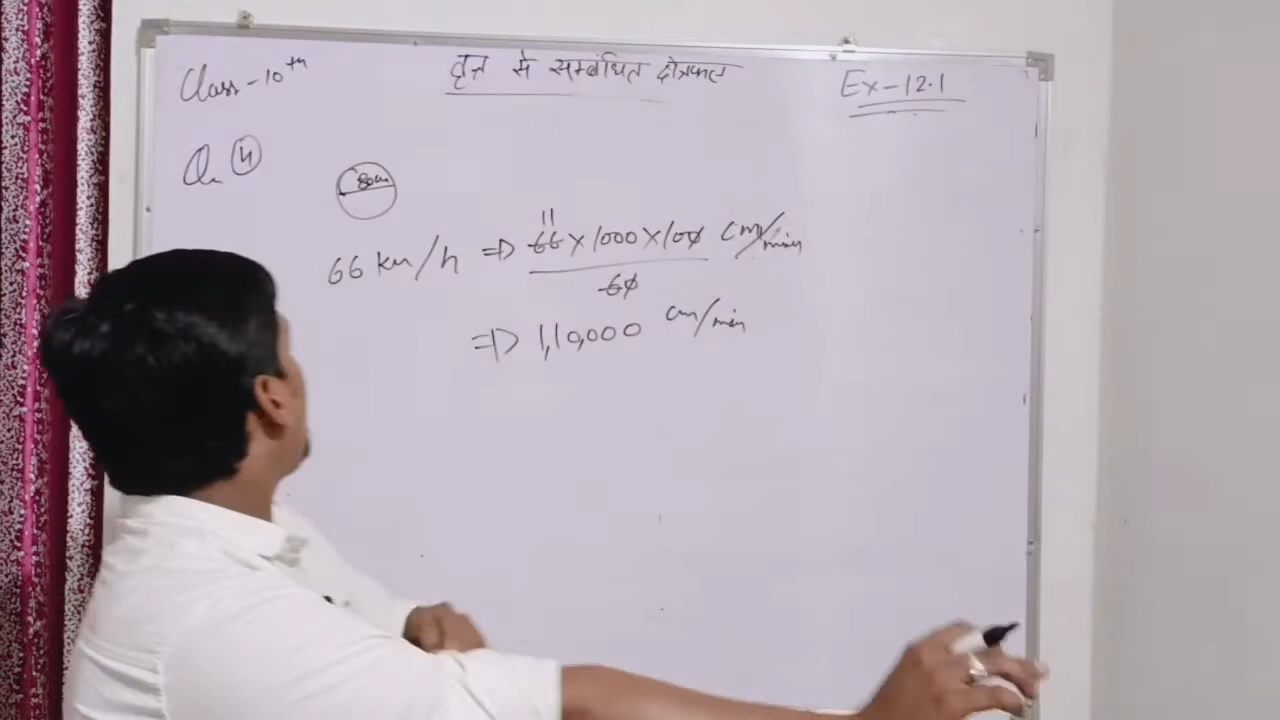 Class-10th
वृत्त से सम्बंधित क्षेत्रफल
Ex-12.1
Q 4
80cm
66 km/h => 66×1000×100 cm/min
11
60
=> 1,10,000 cm/min